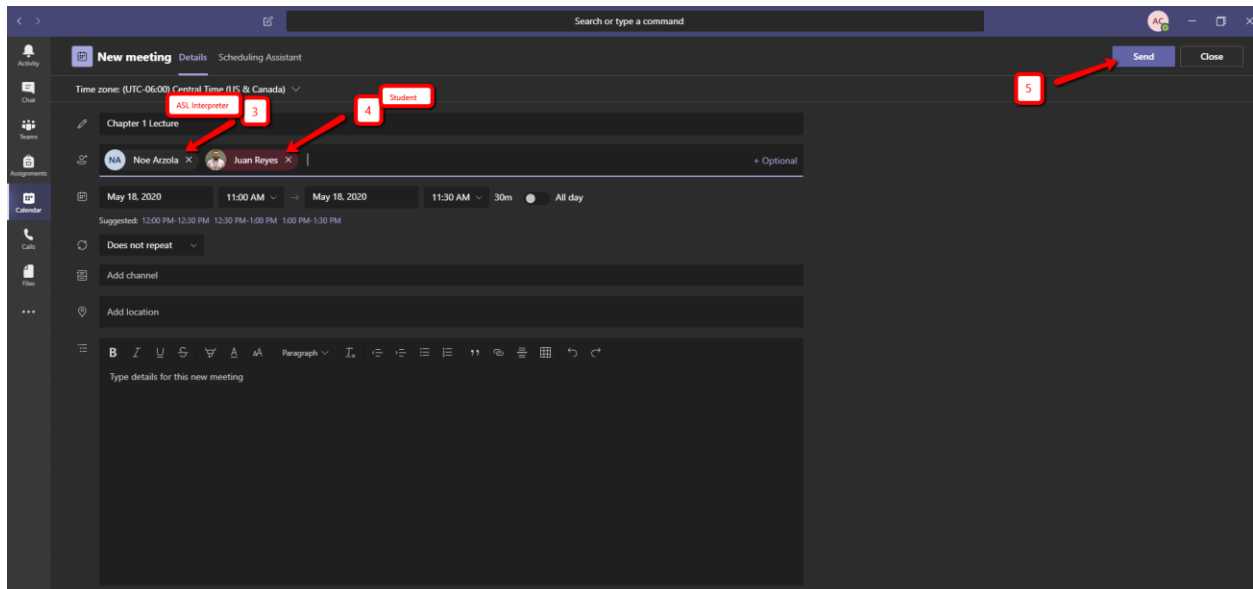 Search or type a command
AC
Activity
Chat
Teams
Assignments
Calendar
Calls
Files
New meeting Details Scheduling Assistant
Send Close
5
Time zone: (UTC-06:00) Central Time (US & Canada)
ASL Interpreter
3
Student
4
Chapter 1 Lecture
NA Noe Arzola × Juan Reyes ×
+ Optional
May 18, 2020 11:00 AM → May 18, 2020 11:30 AM 30m All day
Suggested: 12:00 PM-12:30 PM 12:30 PM-1:00 PM 1:00 PM-1:30 PM
Does not repeat
Add channel
Add location
B I U S A AA Paragraph
Type details for this new meeting